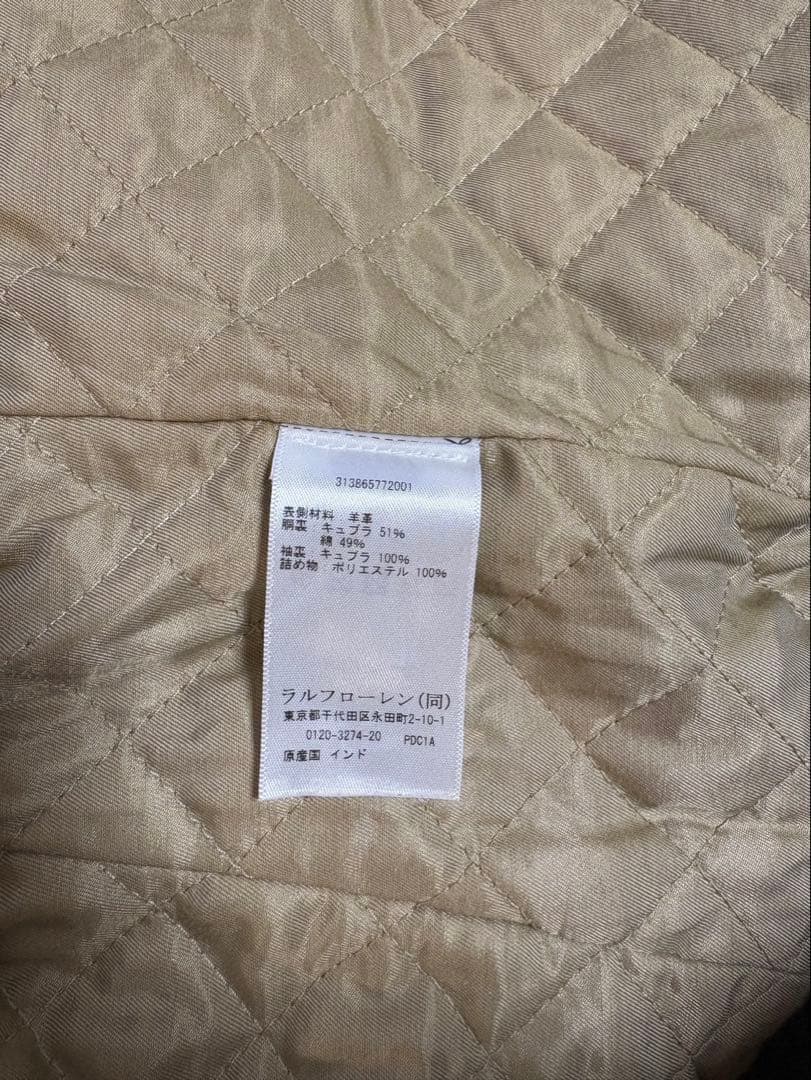 313865772001
表側材料 : 羊革
胴裏 : キュプラ 51%
綿 49%
袖裏 : キュプラ 100%
詰め物 : ポリエステル 100%
ラルフローレン(同)
東京都千代田区永田町2-10-1
0120-3274-20 PDC1A
原産国 インド